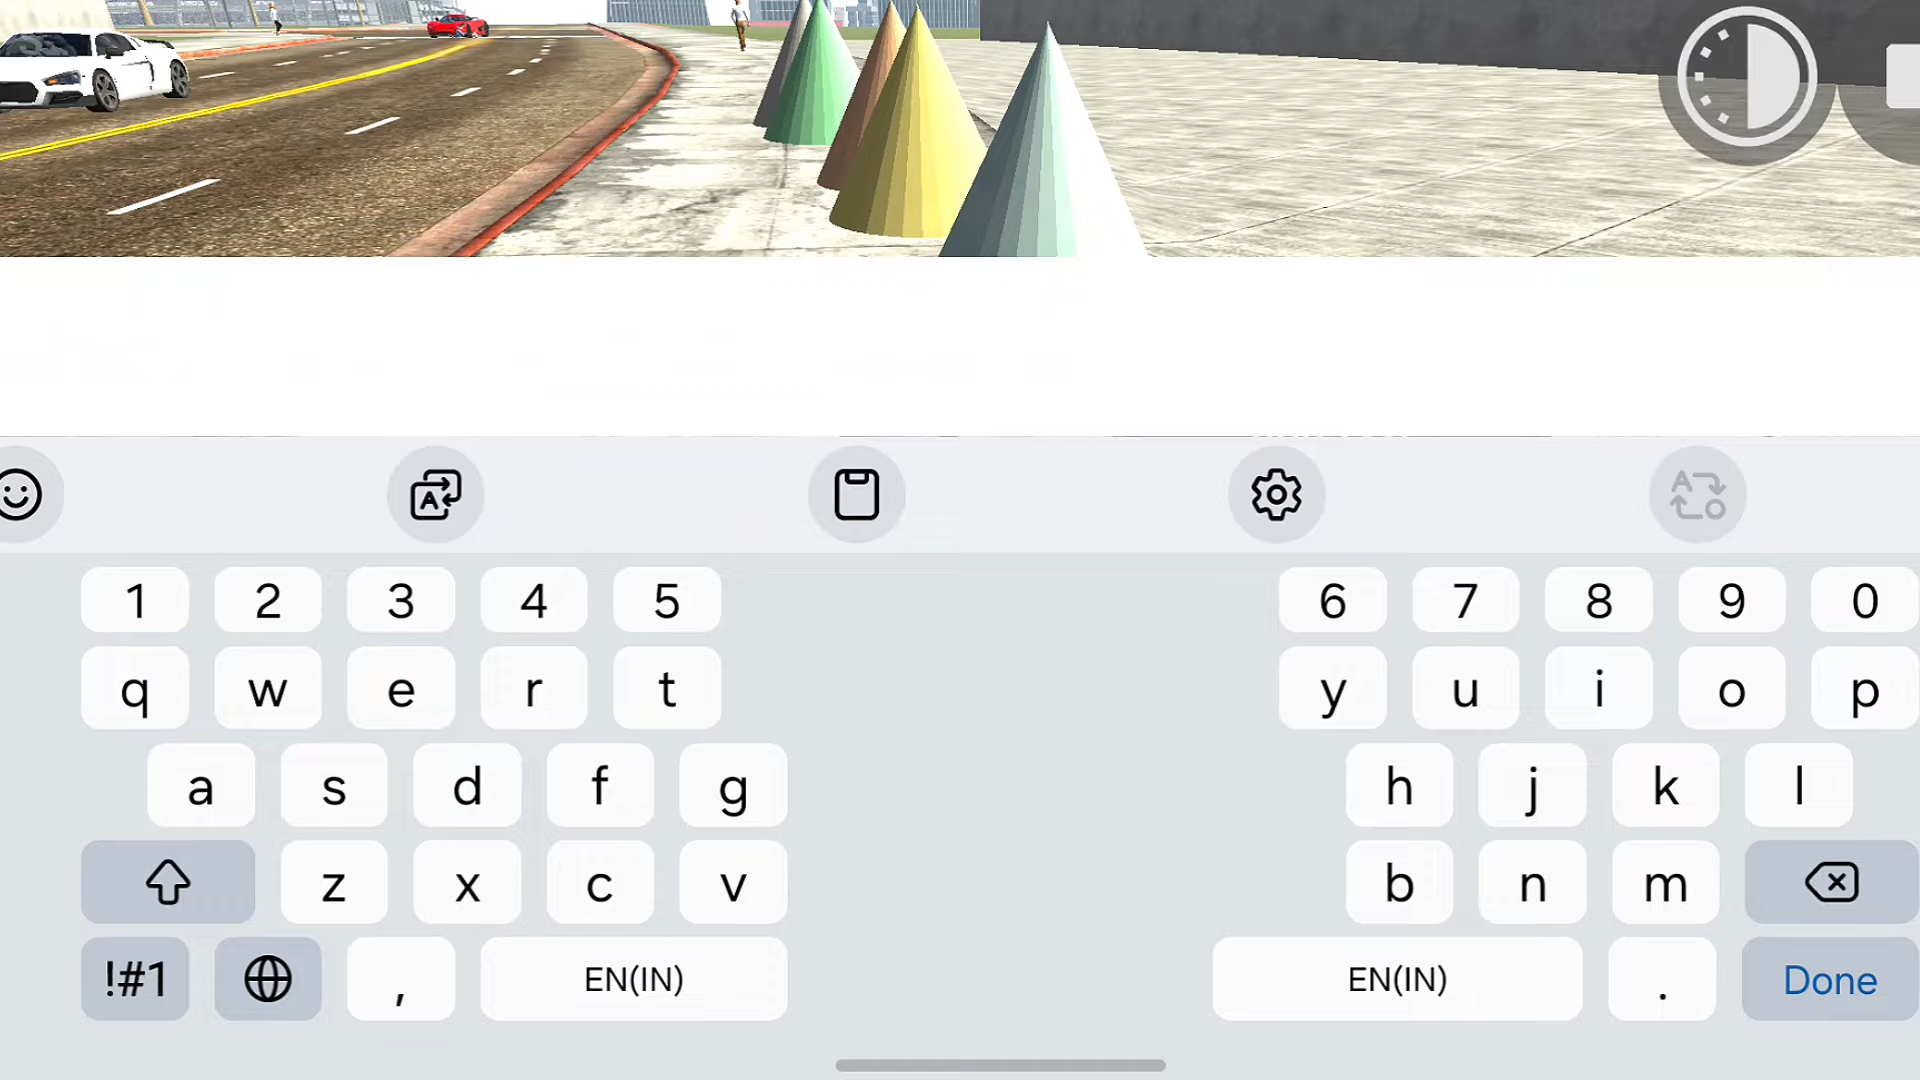 1 2 3 4 5 6 7 8 9 0
q w e r t y u i o p
a s d f g h j k l
z x c v b n m
!#1 , EN(IN) EN(IN) . Done